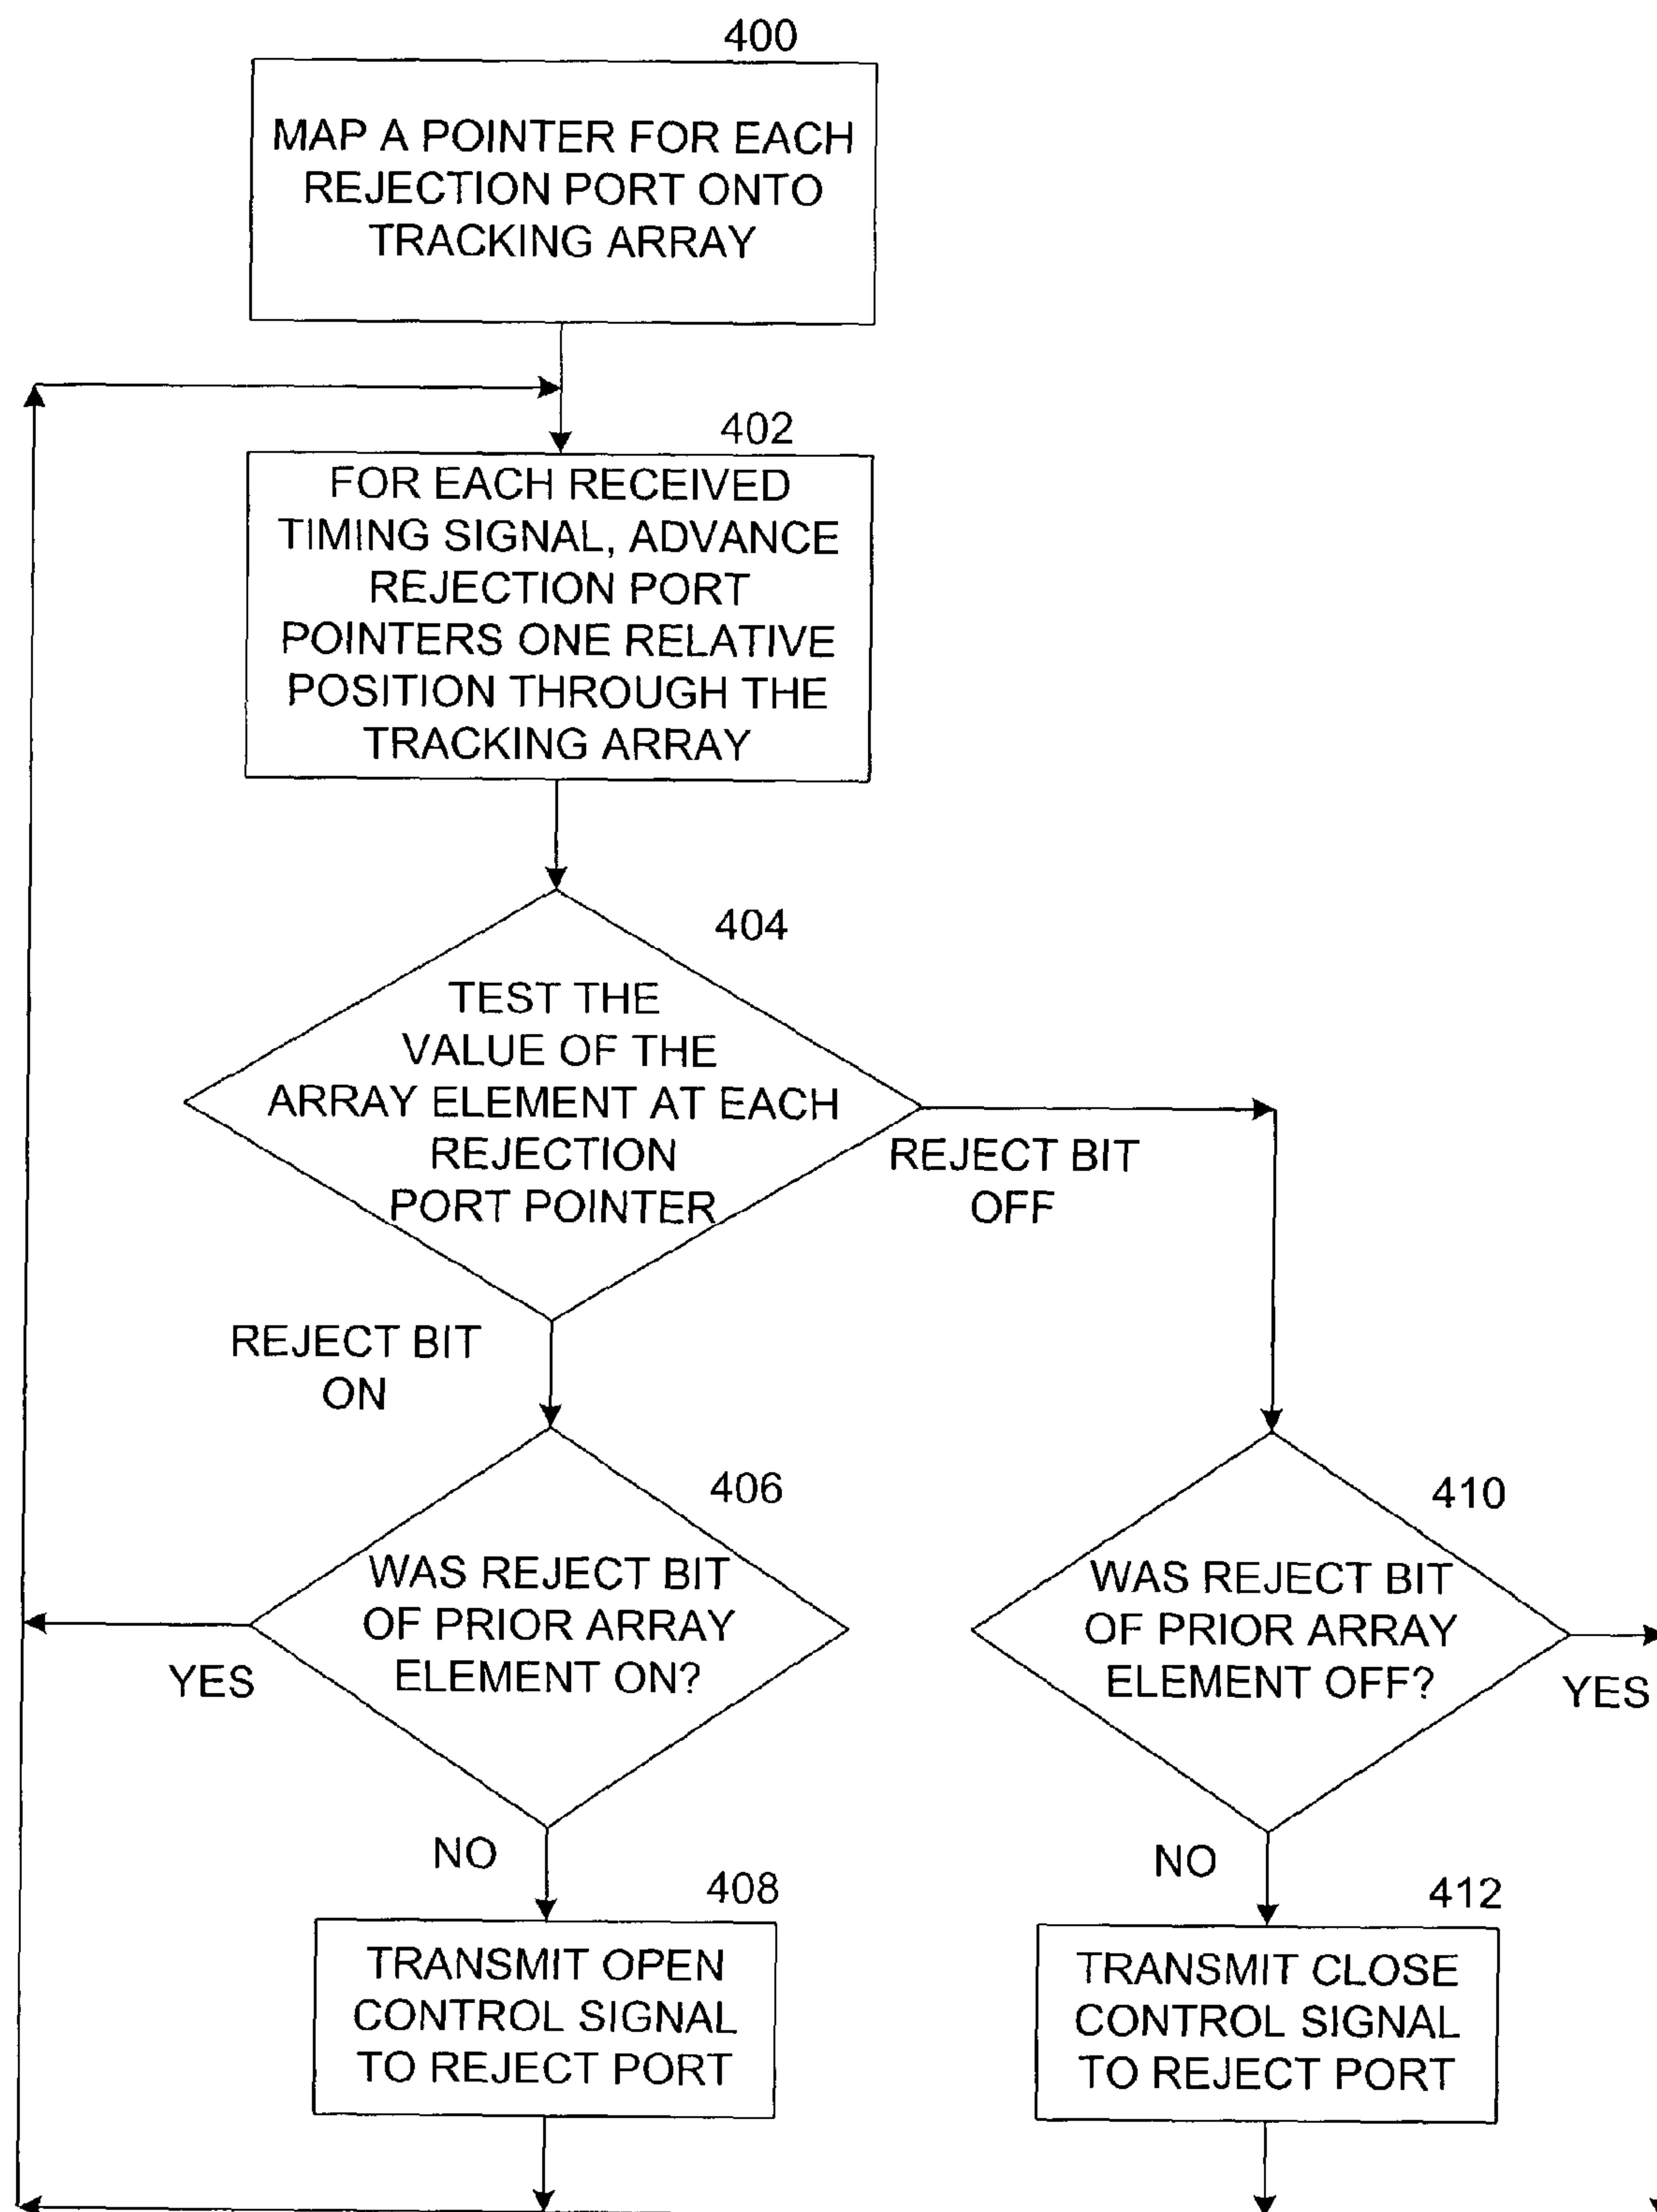 400
MAP A POINTER FOR EACH
REJECTION PORT ONTO
TRACKING ARRAY
402
FOR EACH RECEIVED
TIMING SIGNAL, ADVANCE
REJECTION PORT
POINTERS ONE RELATIVE
POSITION THROUGH THE
TRACKING ARRAY
404
TEST THE
VALUE OF THE
ARRAY ELEMENT AT EACH
REJECTION
PORT POINTER
REJECT BIT
OFF
REJECT BIT
ON
406
WAS REJECT BIT
OF PRIOR ARRAY
ELEMENT ON?
YES
NO
408
TRANSMIT OPEN
CONTROL SIGNAL
TO REJECT PORT
410
WAS REJECT BIT
OF PRIOR ARRAY
ELEMENT OFF?
YES
NO
412
TRANSMIT CLOSE
CONTROL SIGNAL
TO REJECT PORT